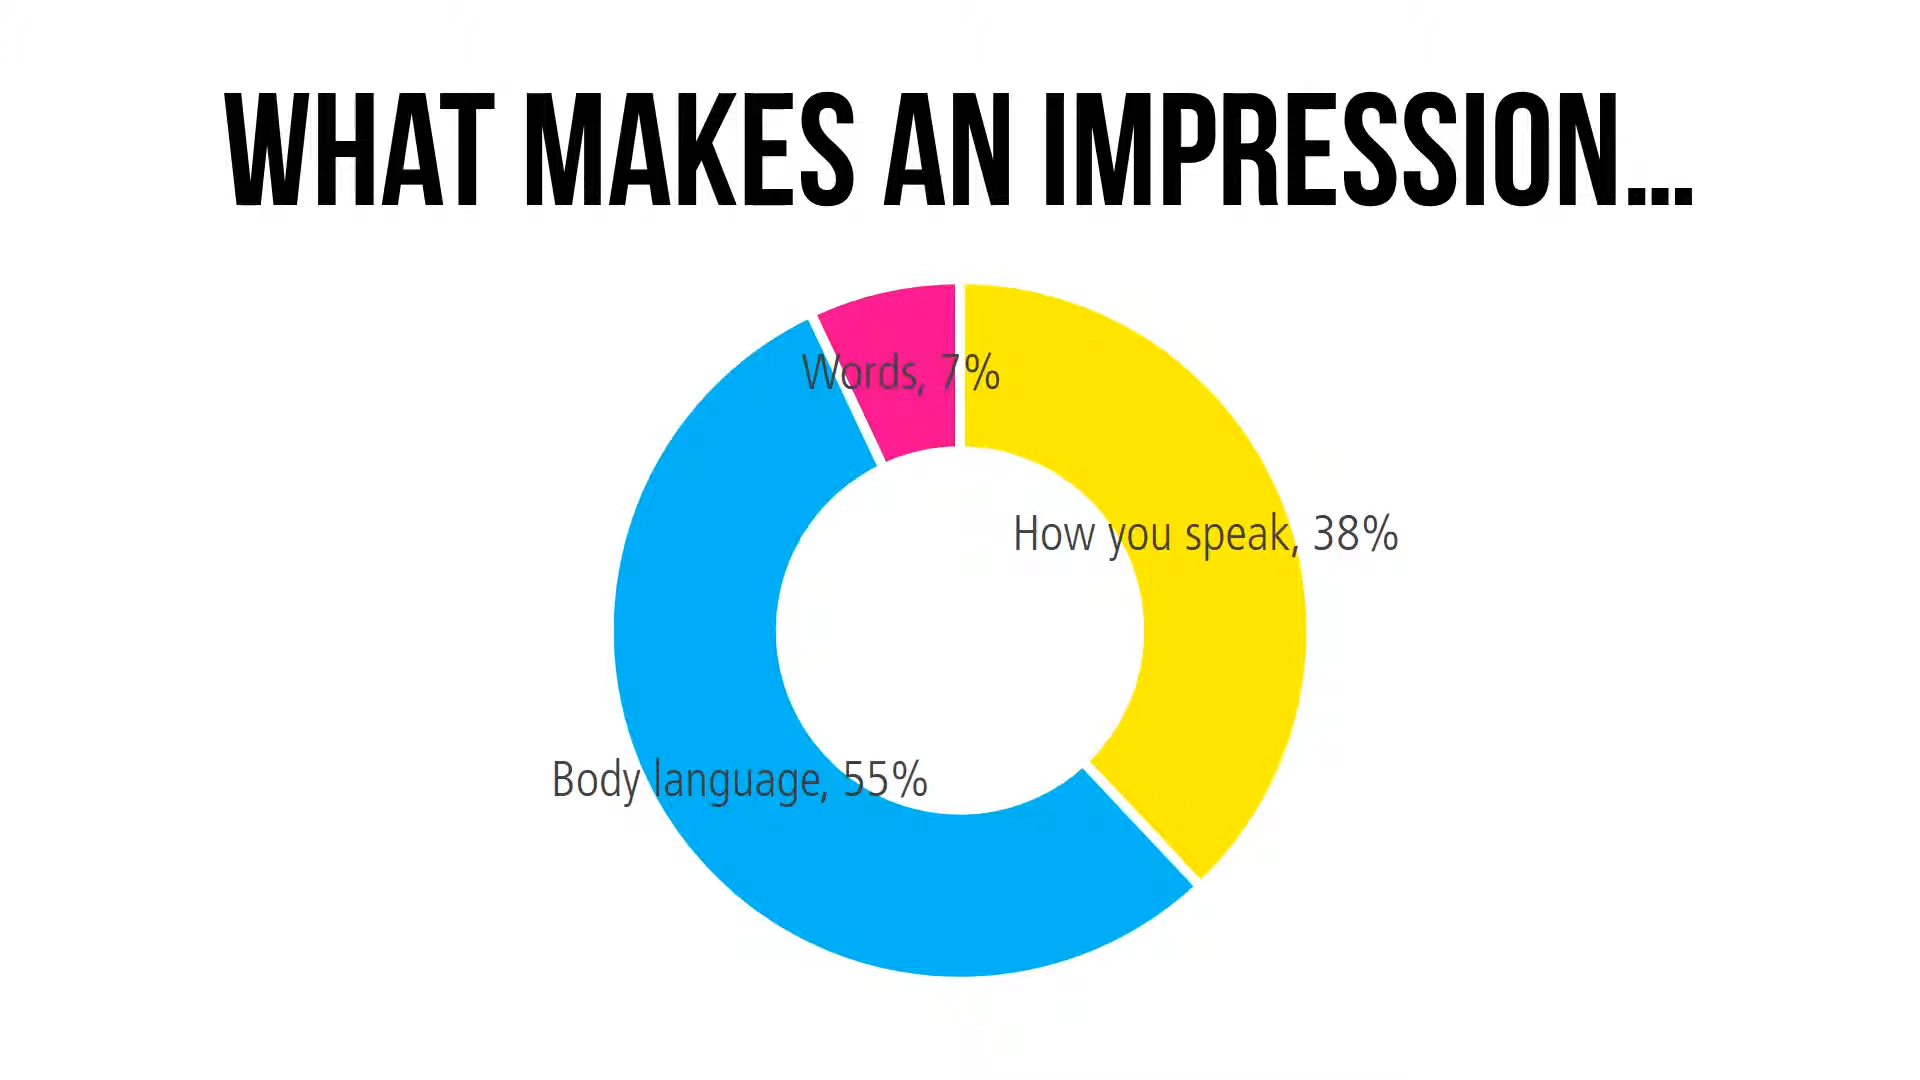 WHAT MAKES AN IMPRESSION...
Words, 7%
How you speak, 38%
Body language, 55%